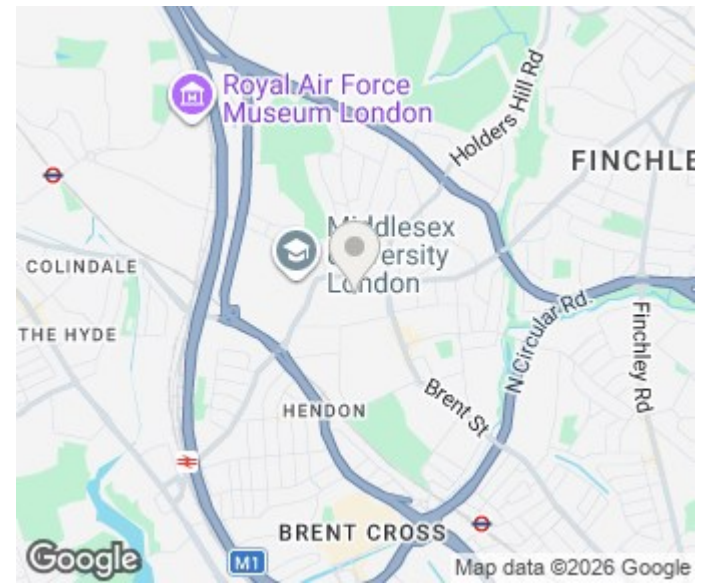 Royal Air Force
Museum London
Holders Hill Rd
FINCHLE
Middlesex
University
London
COLINDALE
THE HYDE
N Circular Rd.
Finchley Rd
Brent St
HENDON
BRENT CROSS
Google
M1
Map data ©2026 Google